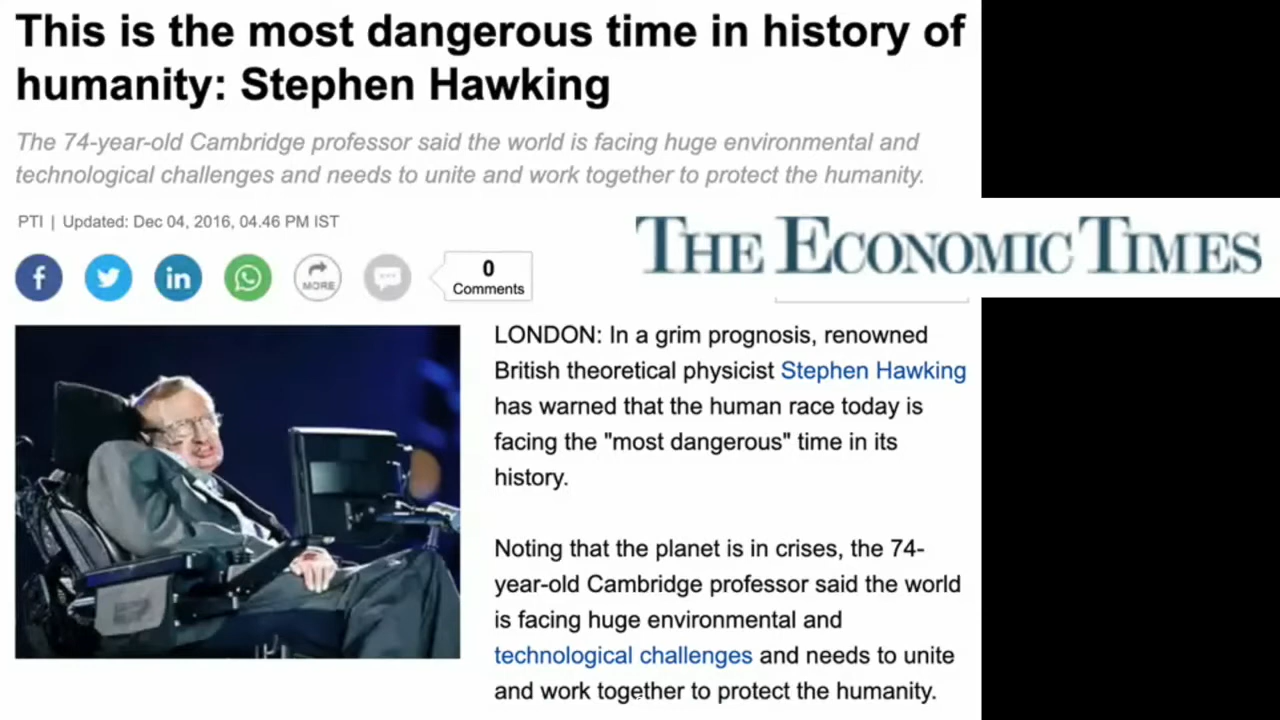 This is the most dangerous time in history of
humanity: Stephen Hawking
The 74-year-old Cambridge professor said the world is facing huge environmental and
technological challenges and needs to unite and work together to protect the humanity.
PTI | Updated: Dec 04, 2016, 04.46 PM IST
THE ECONOMIC TIMES
f
in
MORE
0
Comments
LONDON: In a grim prognosis, renowned
British theoretical physicist Stephen Hawking
has warned that the human race today is
facing the "most dangerous" time in its
history.
Noting that the planet is in crises, the 74-
year-old Cambridge professor said the world
is facing huge environmental and
technological challenges and needs to unite
and work together to protect the humanity.